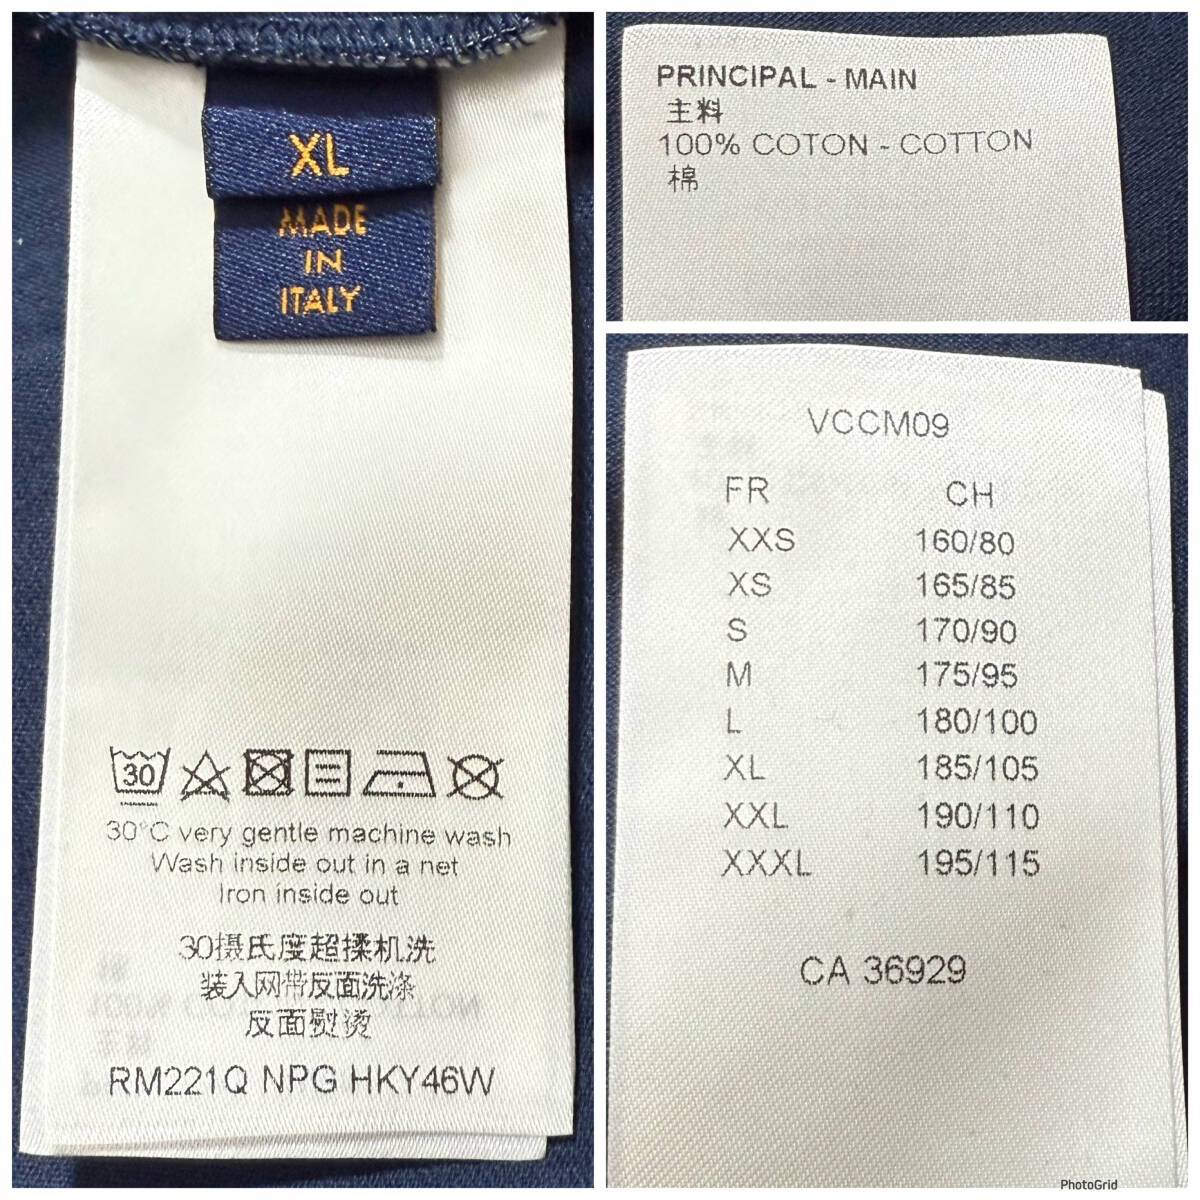 XL
MADE
IN
ITALY
30
30°C very gentle machine wash
Wash inside out in a net
Iron inside out
30摄氏度超揉机洗
装入网带反面洗涤
反面熨烫
RM221Q NPG HKY46W
PRINCIPAL - MAIN
主料
100% COTON - COTTON
棉
VCCM09
FR CH
XXS 160/80
XS 165/85
S 170/90
M 175/95
L 180/100
XL 185/105
XXL 190/110
XXXL 195/115
CA 36929
PhotoGrid